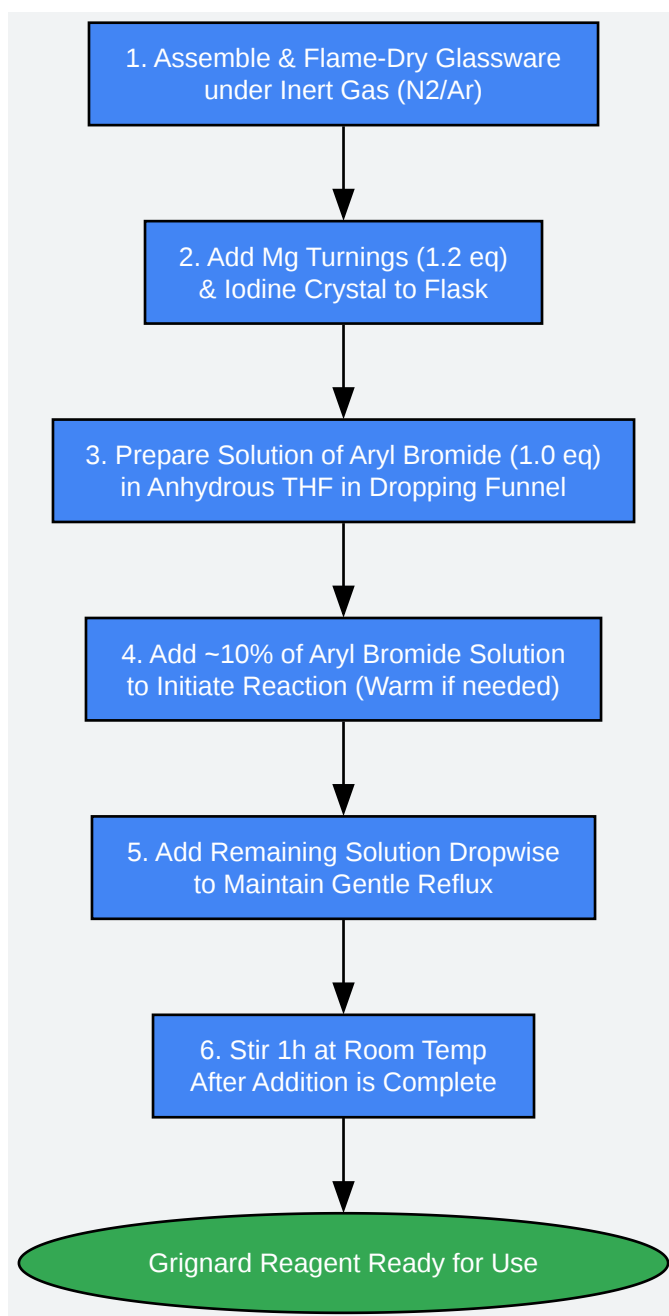 1. Assemble & Flame-Dry Glassware
under Inert Gas (N2/Ar)
2. Add Mg Turnings (1.2 eq)
& Iodine Crystal to Flask
3. Prepare Solution of Aryl Bromide (1.0 eq)
in Anhydrous THF in Dropping Funnel
4. Add ~10% of Aryl Bromide Solution
to Initiate Reaction (Warm if needed)
5. Add Remaining Solution Dropwise
to Maintain Gentle Reflux
6. Stir 1h at Room Temp
After Addition is Complete
Grignard Reagent Ready for Use